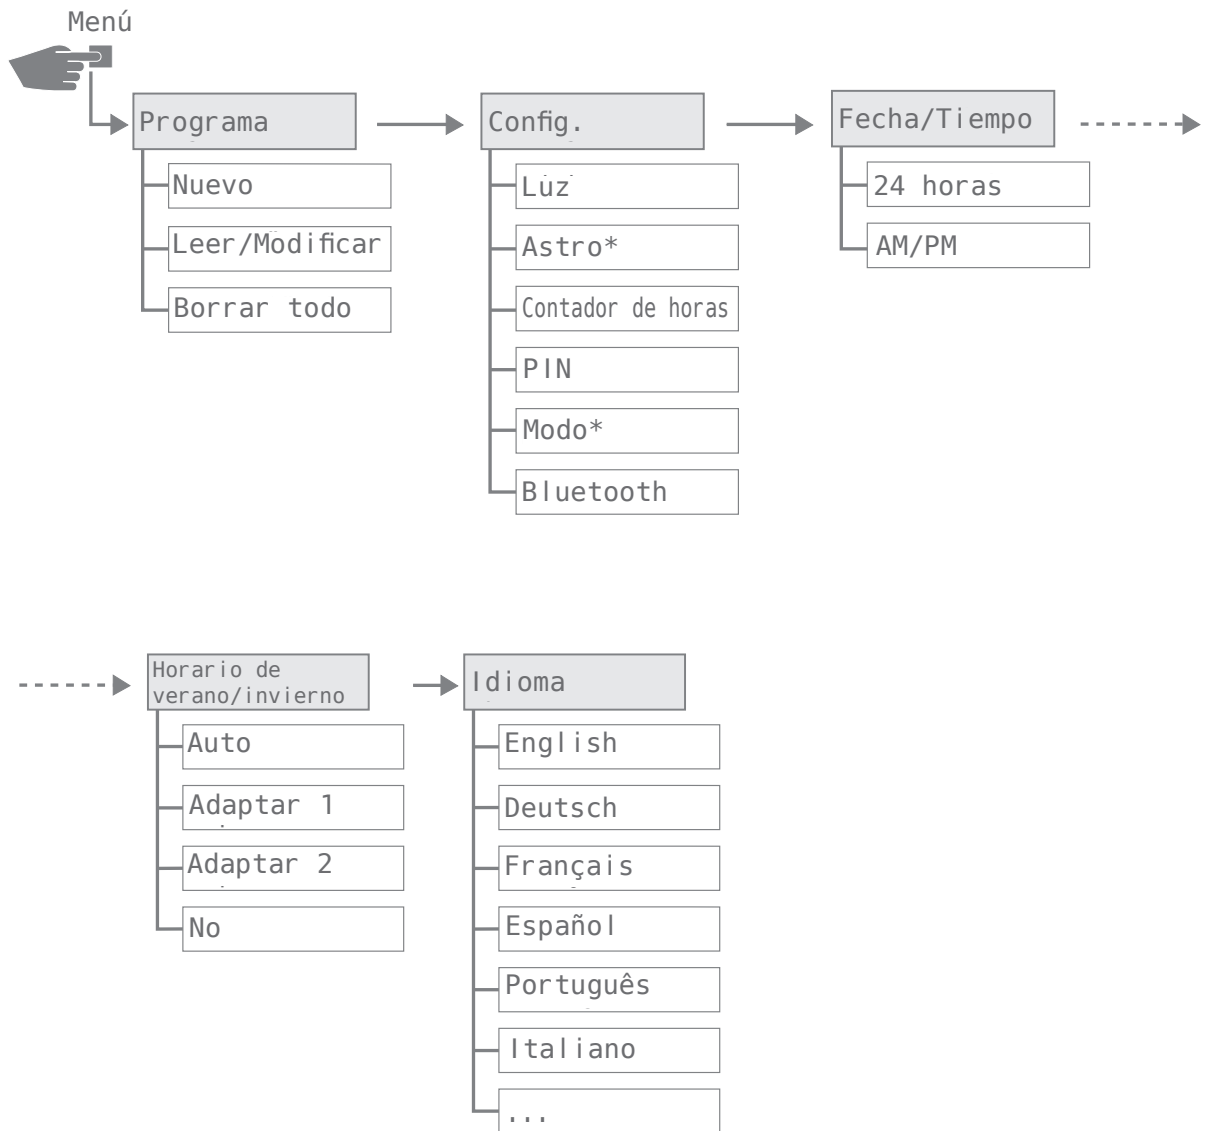 Menú
Programa
Nuevo
Leer/Modificar
Borrar todo
Config.
Luz
Astro*
Contador de horas
PIN
Modo*
Bluetooth
Fecha/Tiempo
24 horas
AM/PM
Horario de
verano/invierno
Auto
Adaptar 1
Adaptar 2
No
Idioma
English
Deutsch
Français
Español
Português
Italiano
...